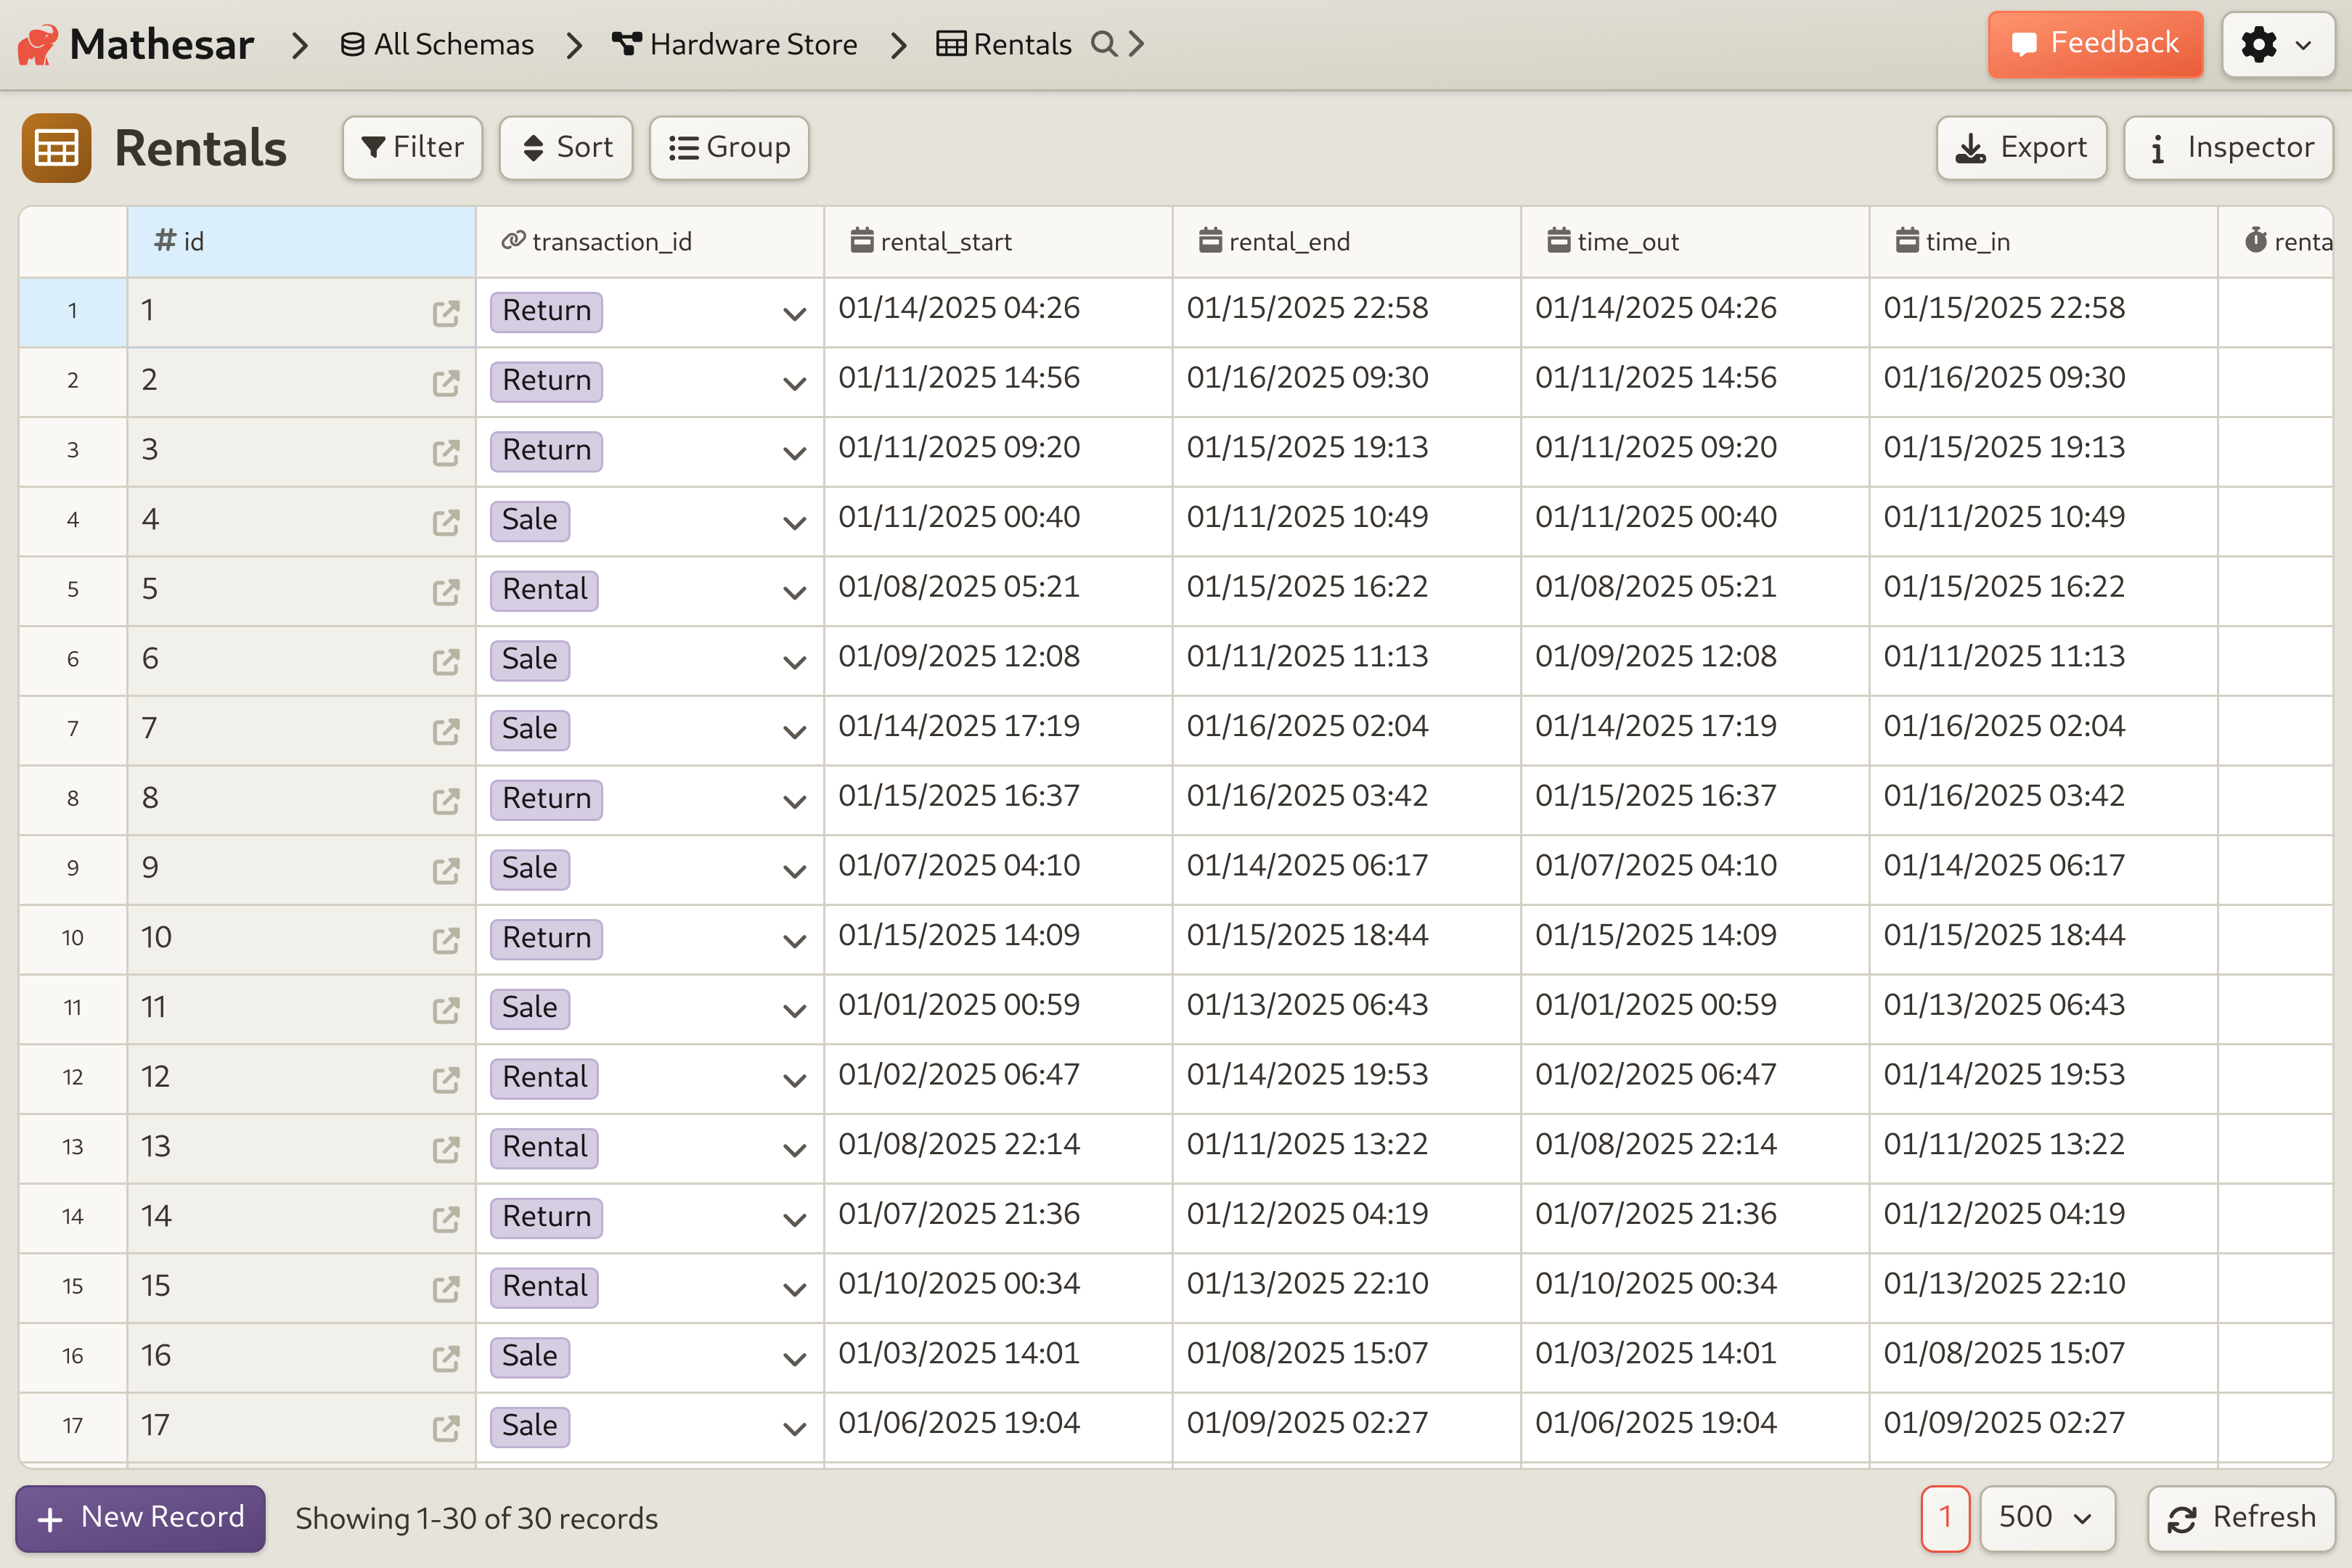 Mathesar > All Schemas > Hardware Store > Rentals Feedback
Rentals Filter Sort Group Export Inspector
# id transaction_id rental_start rental_end time_out time_in renta
1 1 Return 01/14/2025 04:26 01/15/2025 22:58 01/14/2025 04:26 01/15/2025 22:58
2 2 Return 01/11/2025 14:56 01/16/2025 09:30 01/11/2025 14:56 01/16/2025 09:30
3 3 Return 01/11/2025 09:20 01/15/2025 19:13 01/11/2025 09:20 01/15/2025 19:13
4 4 Sale 01/11/2025 00:40 01/11/2025 10:49 01/11/2025 00:40 01/11/2025 10:49
5 5 Rental 01/08/2025 05:21 01/15/2025 16:22 01/08/2025 05:21 01/15/2025 16:22
6 6 Sale 01/09/2025 12:08 01/11/2025 11:13 01/09/2025 12:08 01/11/2025 11:13
7 7 Sale 01/14/2025 17:19 01/16/2025 02:04 01/14/2025 17:19 01/16/2025 02:04
8 8 Return 01/15/2025 16:37 01/16/2025 03:42 01/15/2025 16:37 01/16/2025 03:42
9 9 Sale 01/07/2025 04:10 01/14/2025 06:17 01/07/2025 04:10 01/14/2025 06:17
10 10 Return 01/15/2025 14:09 01/15/2025 18:44 01/15/2025 14:09 01/15/2025 18:44
11 11 Sale 01/01/2025 00:59 01/13/2025 06:43 01/01/2025 00:59 01/13/2025 06:43
12 12 Rental 01/02/2025 06:47 01/14/2025 19:53 01/02/2025 06:47 01/14/2025 19:53
13 13 Rental 01/08/2025 22:14 01/11/2025 13:22 01/08/2025 22:14 01/11/2025 13:22
14 14 Return 01/07/2025 21:36 01/12/2025 04:19 01/07/2025 21:36 01/12/2025 04:19
15 15 Rental 01/10/2025 00:34 01/13/2025 22:10 01/10/2025 00:34 01/13/2025 22:10
16 16 Sale 01/03/2025 14:01 01/08/2025 15:07 01/03/2025 14:01 01/08/2025 15:07
17 17 Sale 01/06/2025 19:04 01/09/2025 02:27 01/06/2025 19:04 01/09/2025 02:27
+ New Record Showing 1-30 of 30 records 1 500 Refresh